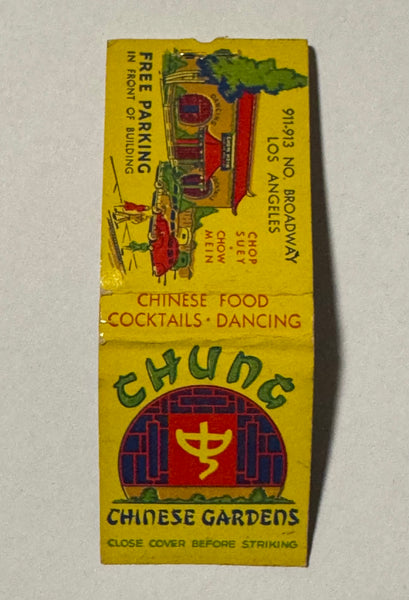 911-913 NO. BROADWAY
LOS ANGELES
DANCING
CHOP
SUEY
•
CHOW
MEIN
FREE PARKING
IN FRONT OF BUILDING
CHINESE FOOD
COCKTAILS • DANCING
CHUNG
中
CHINESE GARDENS
CLOSE COVER BEFORE STRIKING